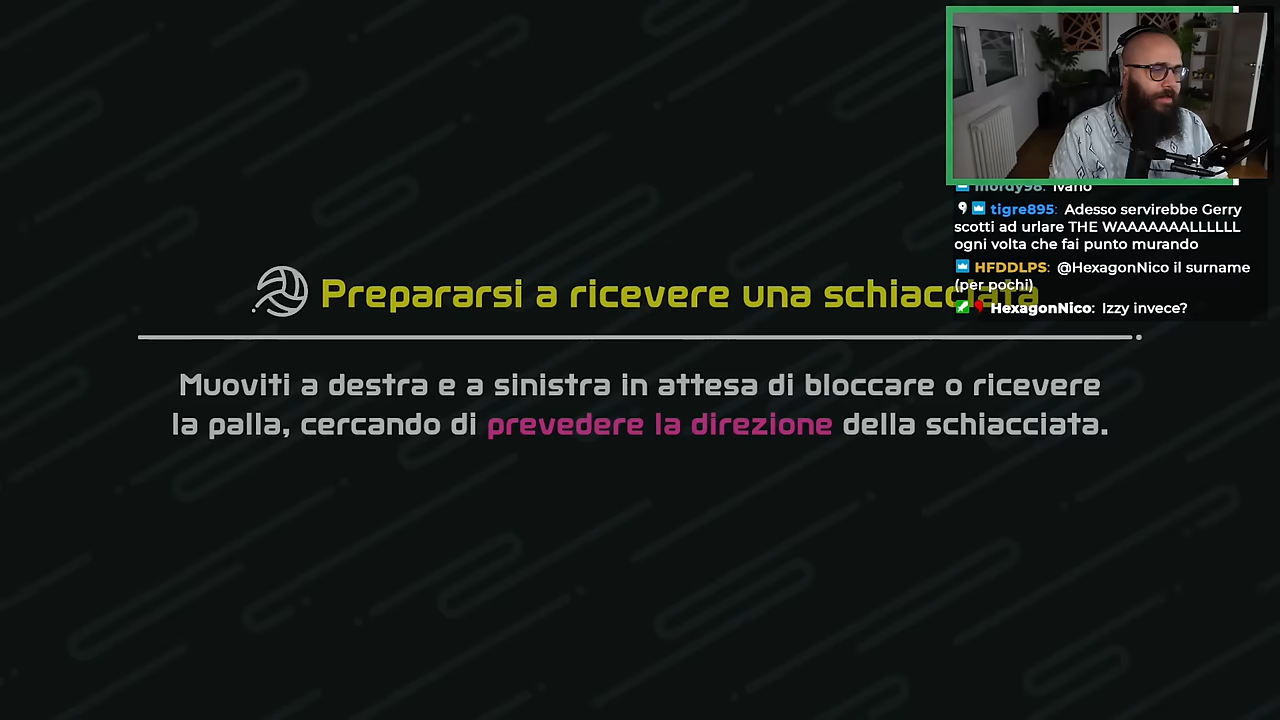 mordy98: Ivano
tigre895: Adesso servirebbe Gerry
scotti ad urlare THE WAAAAAAALLLLLL
ogni volta che fai punto murando
HFDDLPS: @HexagonNico il surname
(per pochi)
HexagonNico: Izzy invece?
Prepararsi a ricevere una schiacciata
Muoviti a destra e a sinistra in attesa di bloccare o ricevere
la palla, cercando di prevedere la direzione della schiacciata.